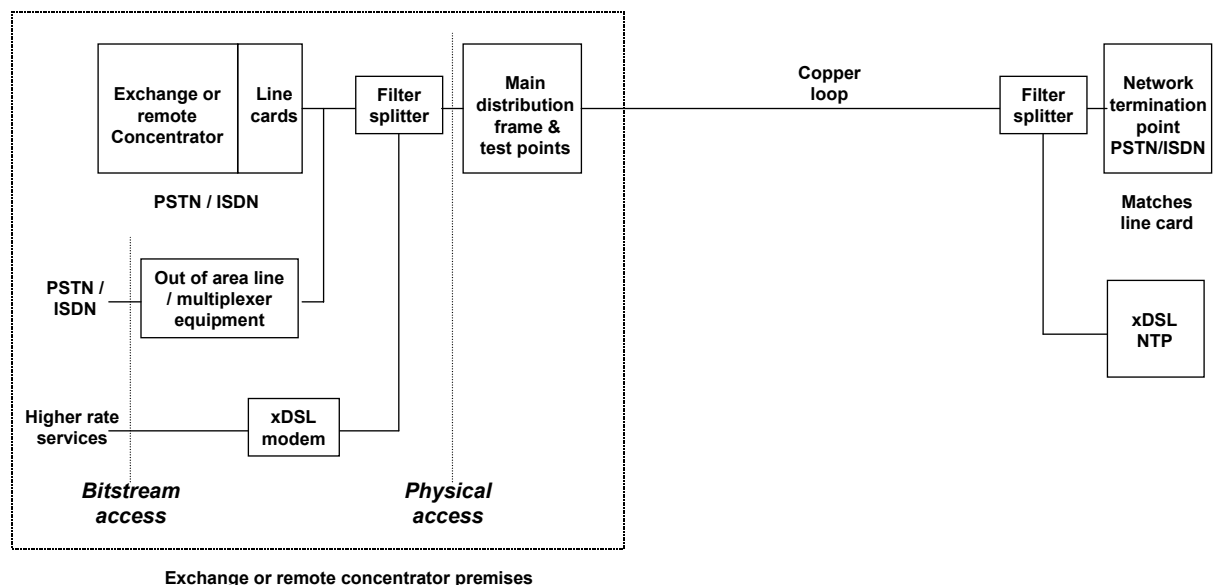 Exchange or
remote
Concentrator
Line
cards
Filter
splitter
Main
distribution
frame &
test points
Copper
loop
Filter
splitter
Network
termination
point
PSTN/ISDN
PSTN / ISDN
Matches
line card
PSTN /
ISDN
Out of area line
/ multiplexer
equipment
xDSL
NTP
Higher rate
services
xDSL
modem
Bitstream
access
Physical
access
Exchange or remote concentrator premises